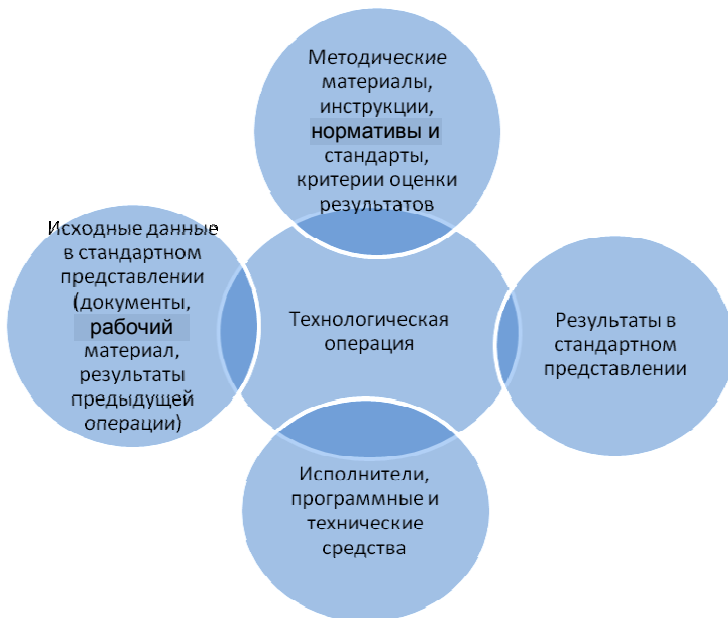 Методические
материалы,
инструкции,
нормативы и
стандарты,
критерии оценки
результатов
Исходные данные
в стандартном
представлении
(документы,
рабочий
материал,
результаты
предыдущей
операции)
Технологическая
операция
Результаты в
стандартном
представлении
Исполнители,
программные и
технические
средства